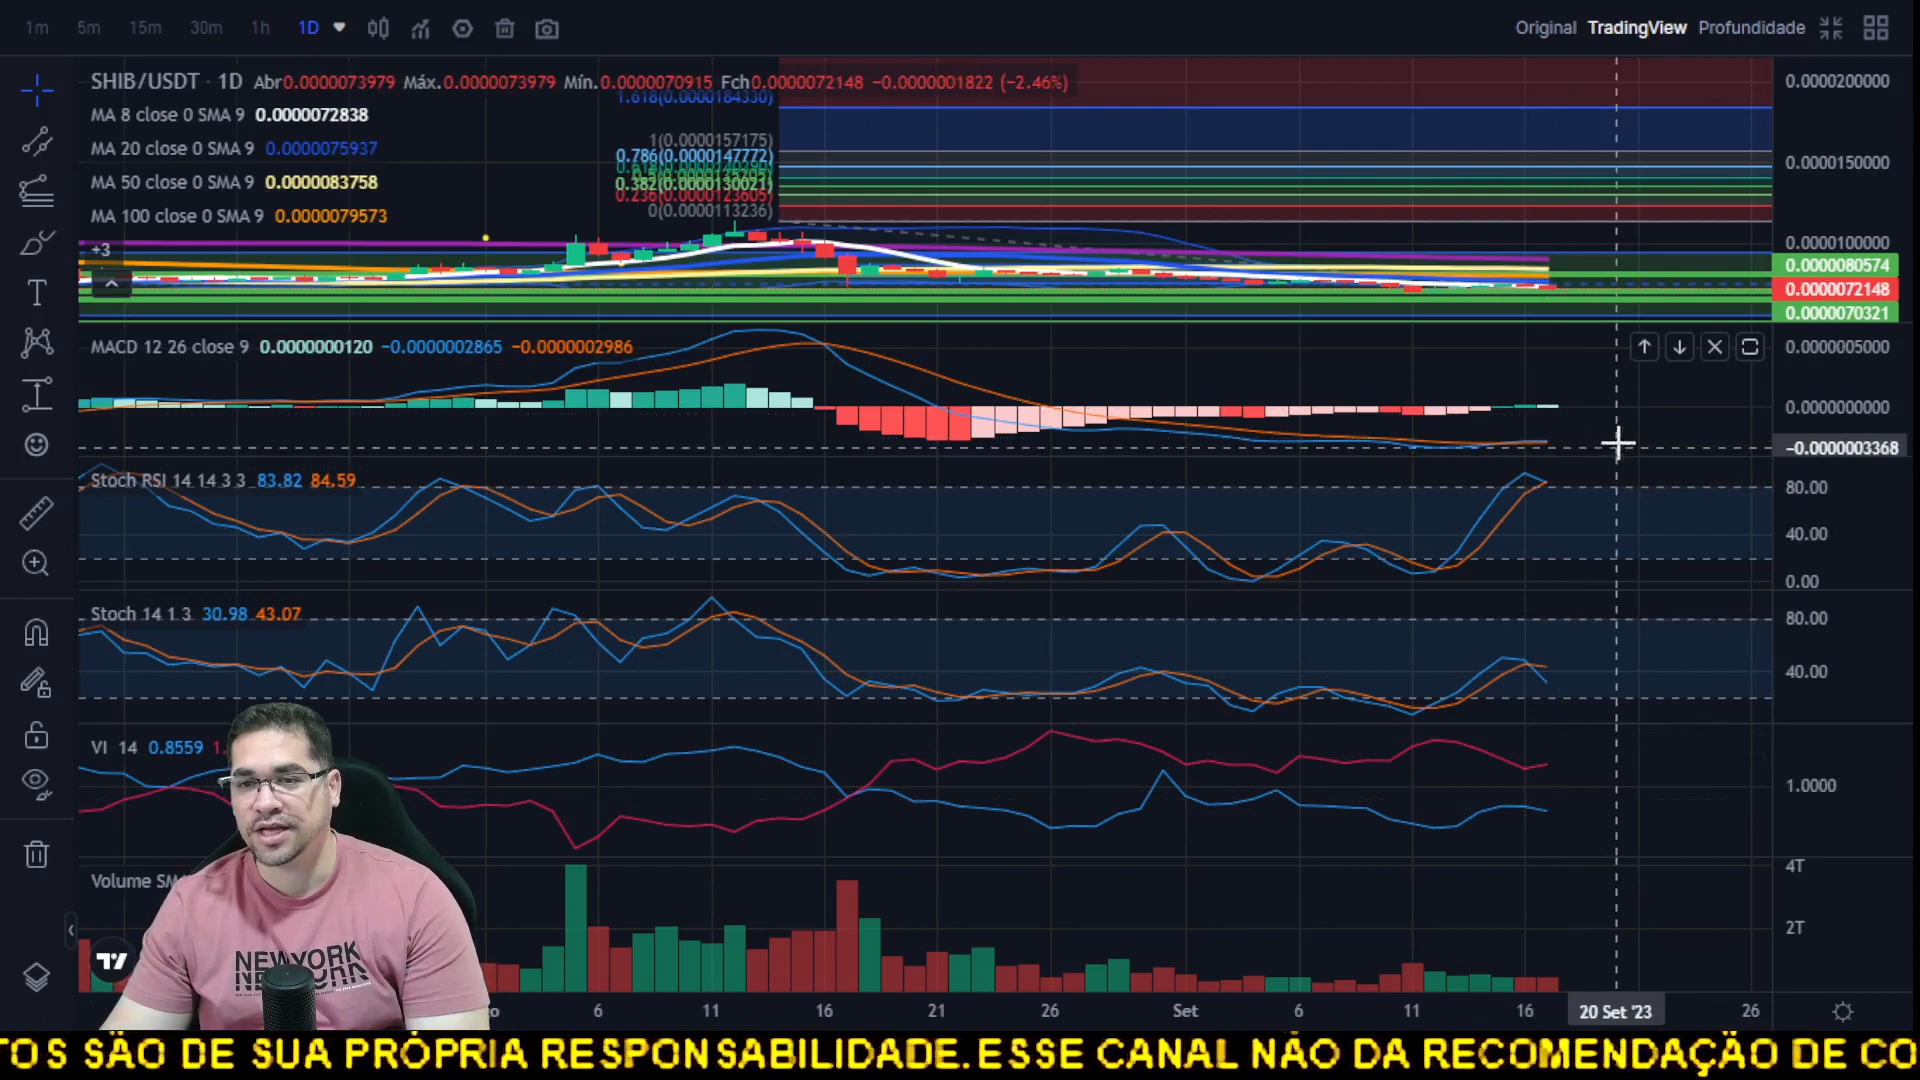 1m 5m 15m 30m 1h 1D
Original TradingView Profundidade
SHIB/USDT · 1D Abr0.0000073979 Máx.0.0000073979 Mín.0.0000070915 Fch0.0000072148 −0.0000001822 (−2.46%)
1.618(0.0000184330)
MA 8 close 0 SMA 9 0.0000072838
1(0.0000157175)
MA 20 close 0 SMA 9 0.0000075937
0.786(0.0000147772)
MA 50 close 0 SMA 9 0.0000083758
0.382(0.0000130021)
0.236(0.0000123605)
MA 100 close 0 SMA 9 0.0000079573
0(0.0000113236)
+3
0.0000200000
0.0000150000
0.0000100000
0.0000080574
0.0000072148
0.0000070321
MACD 12 26 close 9 0.0000000120 −0.0000002865 −0.0000002986
0.0000005000
0.0000000000
−0.0000003368
Stoch RSI 14 14 3 3 83.82 84.59
80.00
40.00
0.00
Stoch 14 1 3 30.98 43.07
80.00
40.00
VI 14 0.8559 1.
1.0000
Volume SM
4T
2T
NEWYORK
6 11 16 21 26 Set 6 11 16 20 Set '23 26
TOS SÃO DE SUA PRÓPRIA RESPONSABILIDADE. ESSE CANAL NÃO DA RECOMENDAÇÃO DE CO